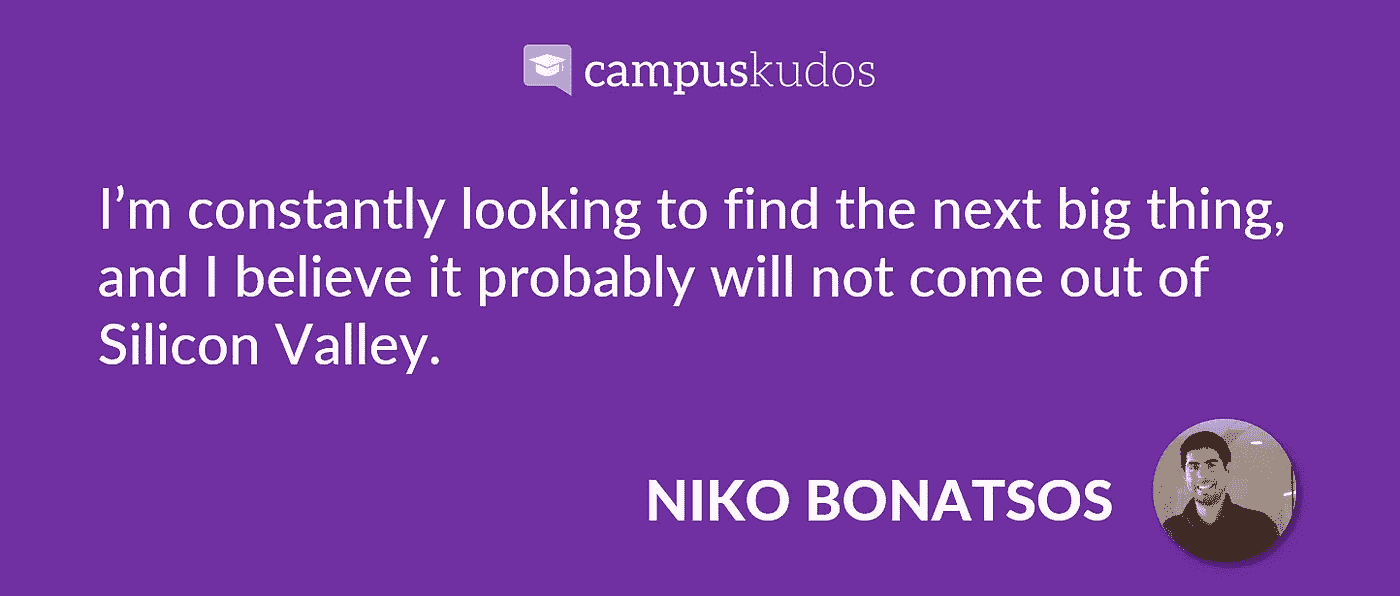 campuskudos
I’m constantly looking to find the next big thing,
and I believe it probably will not come out of
Silicon Valley.
NIKO BONATSOS